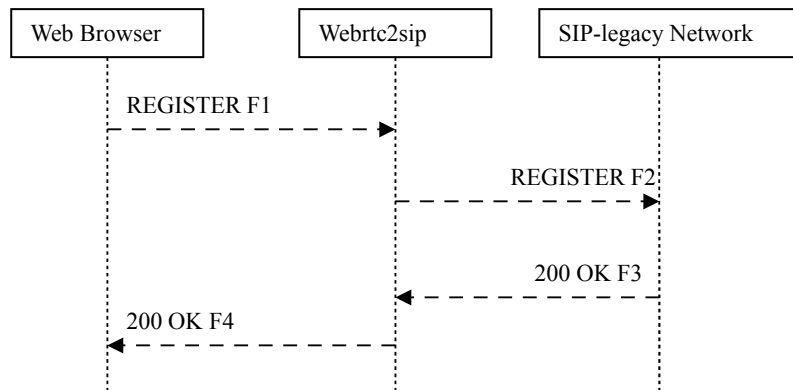 Web Browser
Webrtc2sip
SIP-legacy Network
REGISTER F1
REGISTER F2
200 OK F3
200 OK F4